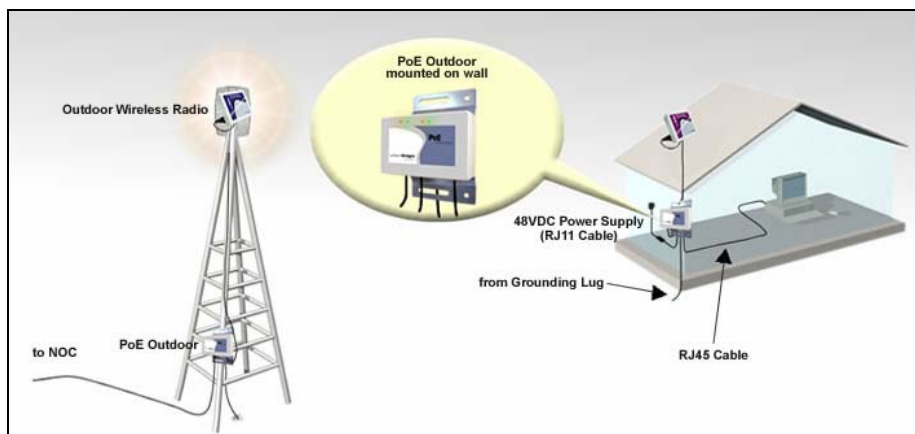 PoE Outdoor
mounted on wall
Outdoor Wireless Radio
PoE
48VDC Power Supply
(RJ11 Cable)
from Grounding Lug
PoE Outdoor
to NOC
RJ45 Cable